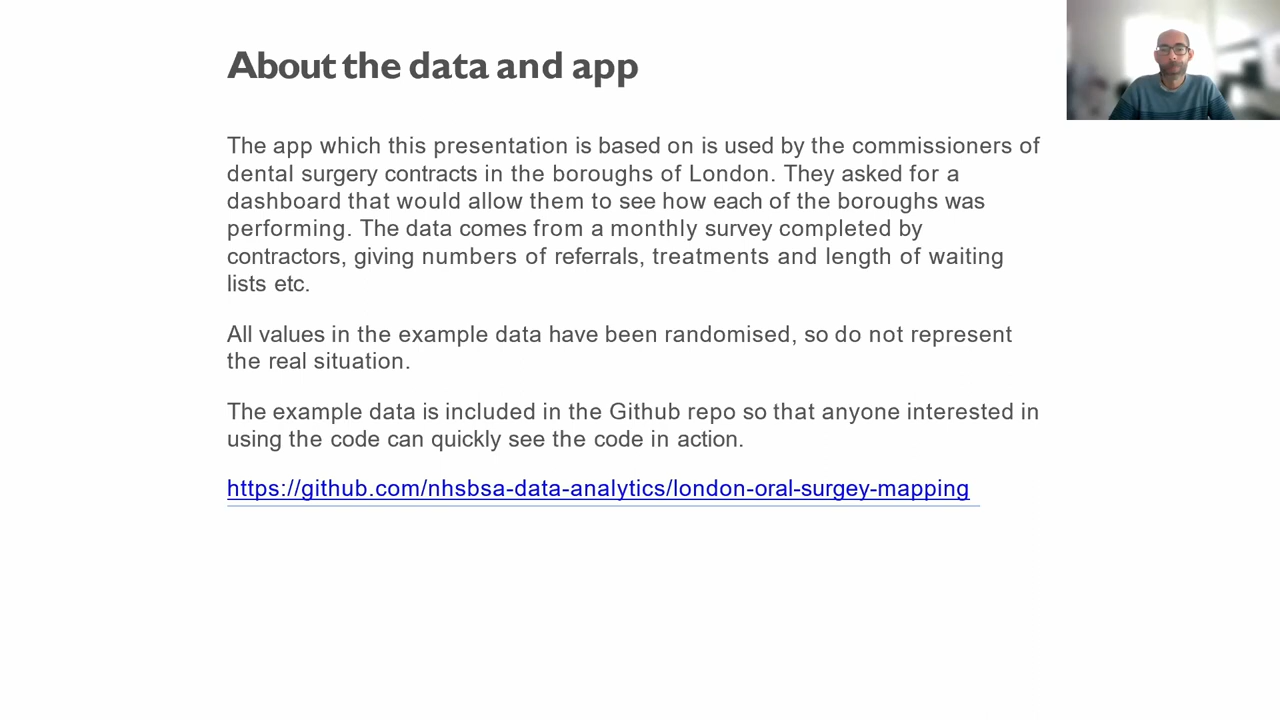 About the data and app
The app which this presentation is based on is used by the commissioners of
dental surgery contracts in the boroughs of London. They asked for a
dashboard that would allow them to see how each of the boroughs was
performing. The data comes from a monthly survey completed by
contractors, giving numbers of referrals, treatments and length of waiting
lists etc.
All values in the example data have been randomised, so do not represent
the real situation.
The example data is included in the Github repo so that anyone interested in
using the code can quickly see the code in action.
https://github.com/nhsbsa-data-analytics/london-oral-surgey-mapping